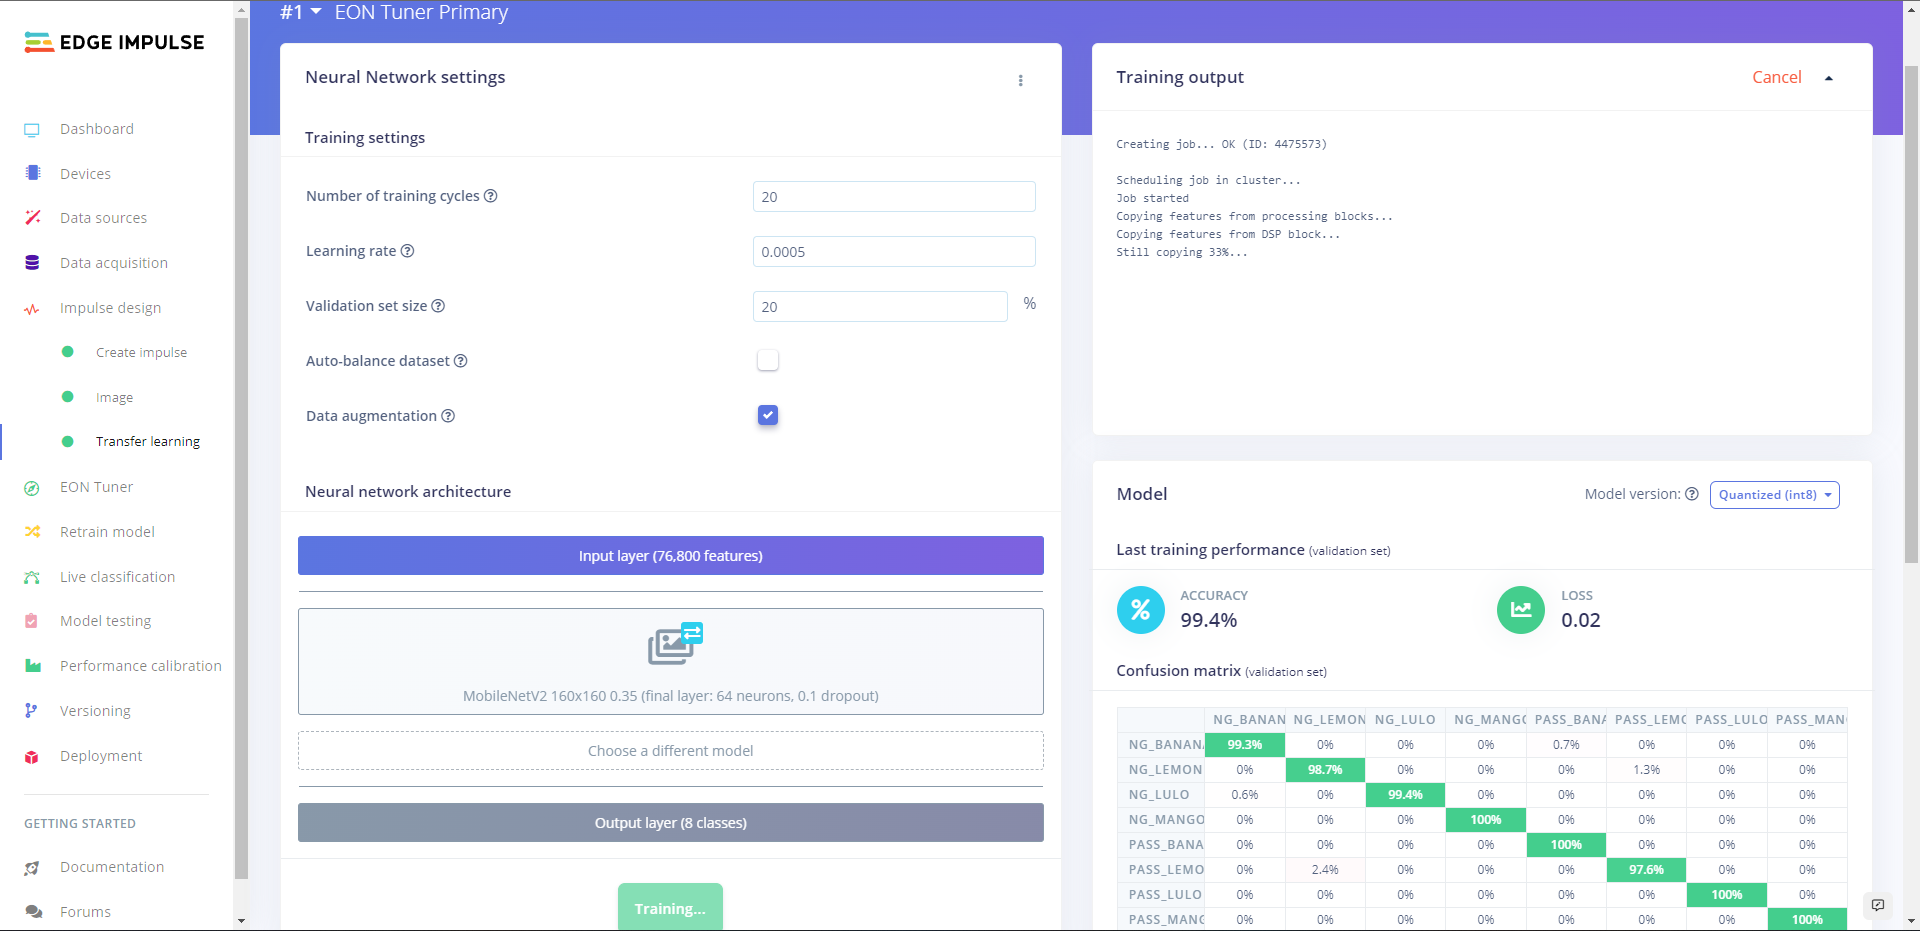 #1 EON Tuner Primary
EDGE IMPULSE
Dashboard
Devices
Data sources
Data acquisition
Impulse design
Create impulse
Image
Transfer learning
EON Tuner
Retrain model
Live classification
Model testing
Performance calibration
Versioning
Deployment
GETTING STARTED
Documentation
Forums
Neural Network settings
Training settings
Number of training cycles 20
Learning rate 0.0005
Validation set size 20 %
Auto-balance dataset
Data augmentation
Neural network architecture
Input layer (76,800 features)
MobileNetV2 160x160 0.35 (final layer: 64 neurons, 0.1 dropout)
Choose a different model
Output layer (8 classes)
Training...
Training output Cancel
Creating job... OK (ID: 4475573)
Scheduling job in cluster...
Job started
Copying features from processing blocks...
Copying features from DSP block...
Still copying 33%...
Model Model version: Quantized (int8)
Last training performance (validation set)
% ACCURACY LOSS
99.4% 0.02
Confusion matrix (validation set)
NG_BANAN NG_LEMON NG_LULO NG_MANGO PASS_BANA PASS_LEMO PASS_LULO PASS_MAN
NG_BANANA 99.3% 0% 0% 0% 0.7% 0% 0% 0%
NG_LEMON 0% 98.7% 0% 0% 0% 1.3% 0% 0%
NG_LULO 0.6% 0% 99.4% 0% 0% 0% 0% 0%
NG_MANGO 0% 0% 0% 100% 0% 0% 0% 0%
PASS_BANA 0% 0% 0% 0% 100% 0% 0% 0%
PASS_LEMO 0% 2.4% 0% 0% 0% 97.6% 0% 0%
PASS_LULO 0% 0% 0% 0% 0% 0% 100% 0%
PASS_MANG 0% 0% 0% 0% 0% 0% 0% 100%